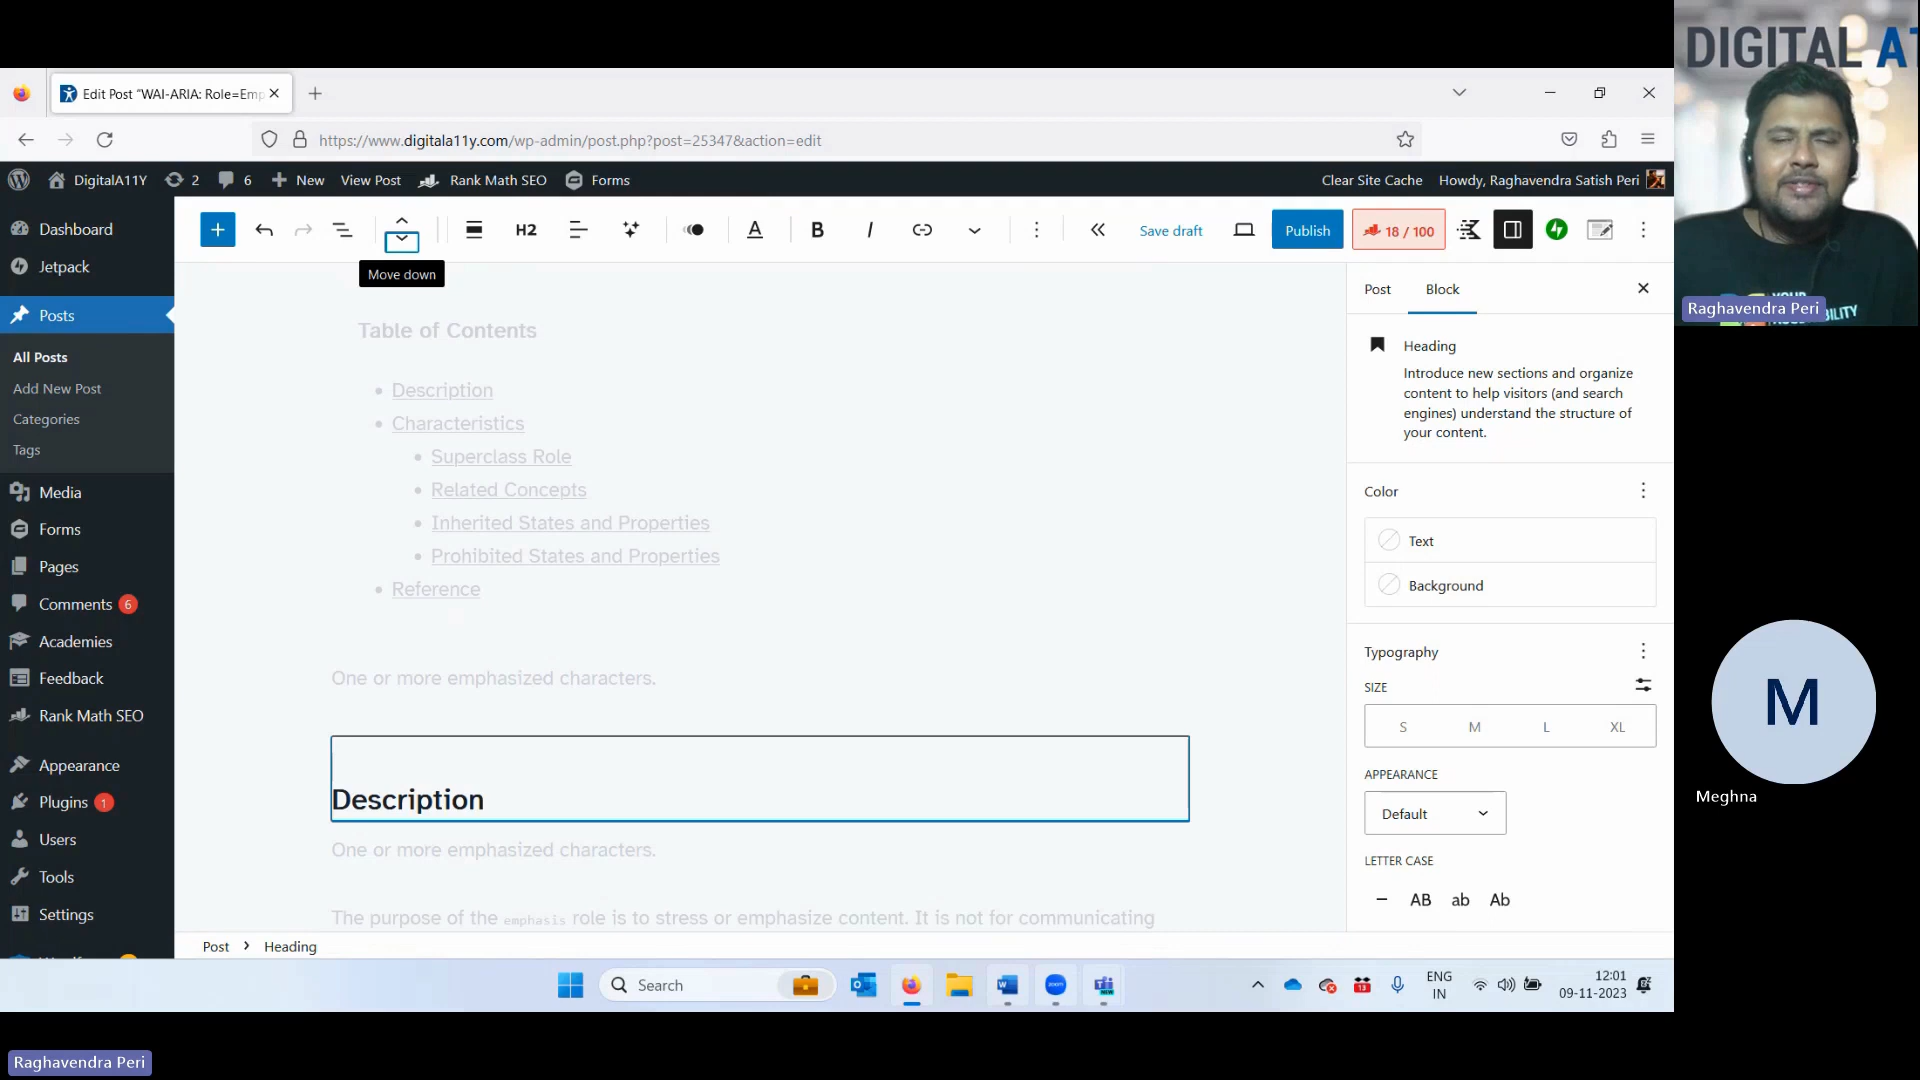 DIGITAL A1
Edit Post “WAI-ARIA: Role=Emp
https://www.digitala11y.com/wp-admin/post.php?post=25347&action=edit
DigitalA11Y 2 6 New View Post Rank Math SEO Forms Clear Site Cache Howdy, Raghavendra Satish Peri
Dashboard
Jetpack
Posts
All Posts
Add New Post
Categories
Tags
Media
Forms
Pages
Comments 6
Academies
Feedback
Rank Math SEO
Appearance
Plugins 1
Users
Tools
Settings
H2 A B I Save draft Publish 18 / 100
Move down
Table of Contents
Description
Characteristics
Superclass Role
Related Concepts
Inherited States and Properties
Prohibited States and Properties
Reference
One or more emphasized characters.
Description
One or more emphasized characters.
The purpose of the emphasis role is to stress or emphasize content. It is not for communicating
Post Heading
Post Block
Heading
Introduce new sections and organize
content to help visitors (and search
engines) understand the structure of
your content.
Color
Text
Background
Typography
SIZE
S M L XL
APPEARANCE
Default
LETTER CASE
AB ab Ab
Search
13
ENG
IN
12:01
09-11-2023
Raghavendra Peri
M
Meghna
Raghavendra Peri